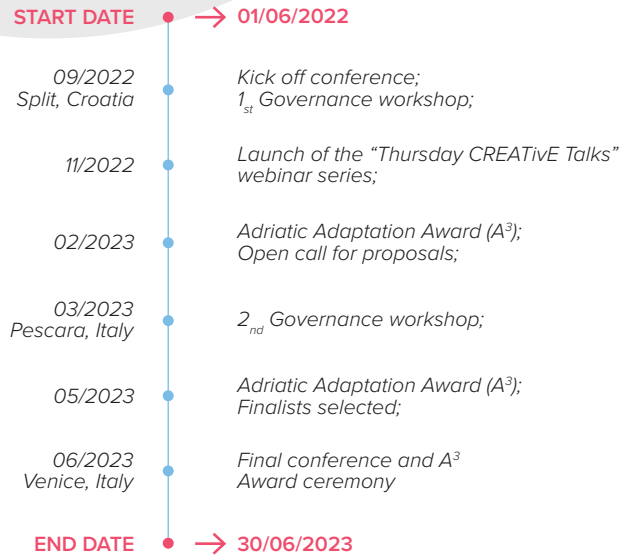 START DATE → 01/06/2022
09/2022
Split, Croatia
Kick off conference;
1st Governance workshop;
11/2022
Launch of the “Thursday CREATivE Talks”
webinar series;
02/2023
Adriatic Adaptation Award (A³);
Open call for proposals;
03/2023
Pescara, Italy
2nd Governance workshop;
05/2023
Adriatic Adaptation Award (A³);
Finalists selected;
06/2023
Venice, Italy
Final conference and A³
Award ceremony
END DATE → 30/06/2023